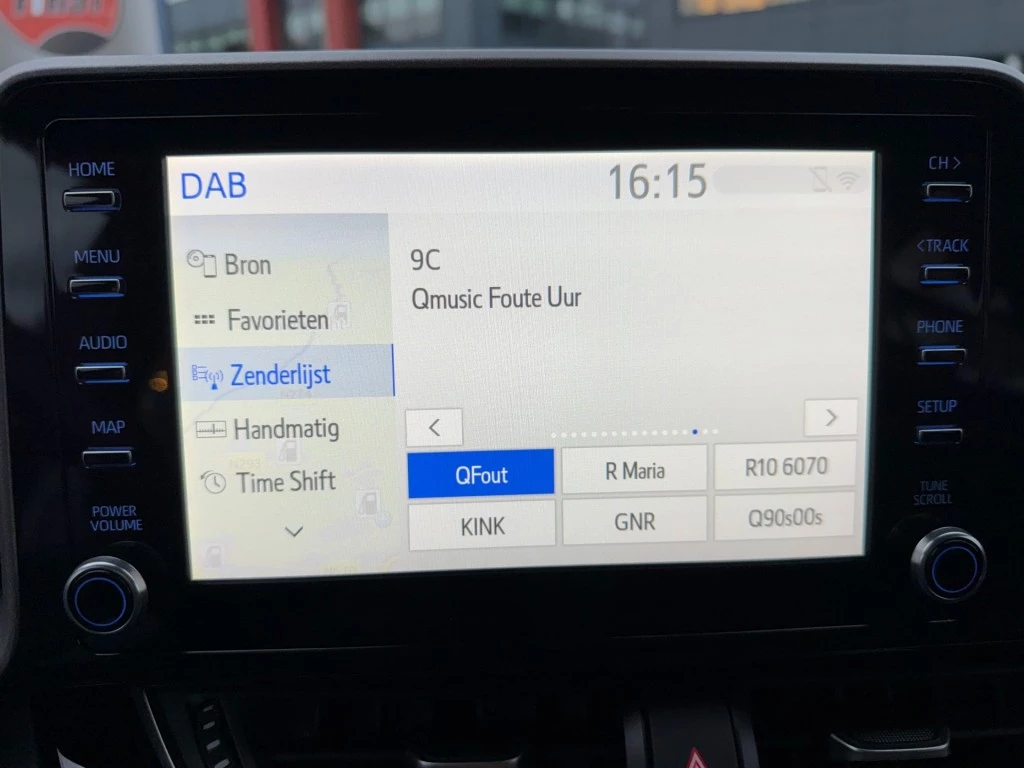 HOME
MENU
AUDIO
MAP
POWER
VOLUME
DAB
16:15
Bron
Favorieten
Zenderlijst
Handmatig
Time Shift
9C
Qmusic Foute Uur
QFout
R Maria
R10 6070
KINK
GNR
Q90s00s
CH >
< TRACK
PHONE
SETUP
TUNE
SCROLL